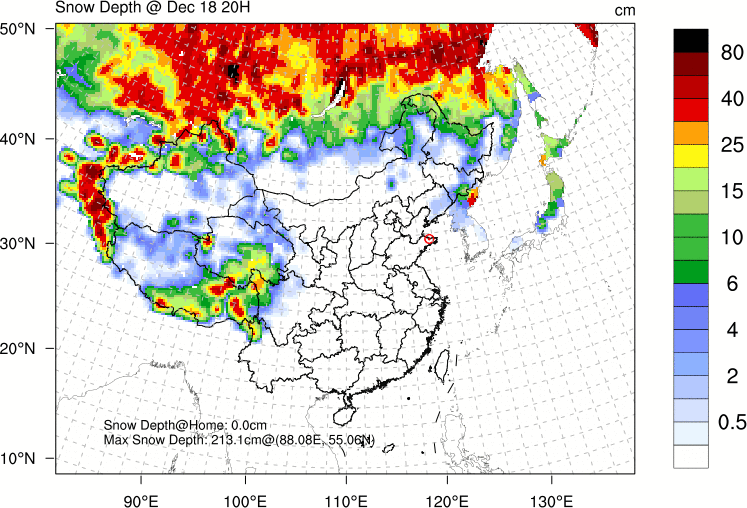 Snow Depth @ Dec 18 20H
cm
50°N
40°N
30°N
20°N
10°N
90°E
100°E
110°E
120°E
130°E
80
40
25
15
10
6
4
2
0.5
Snow Depth@Home: 0.0cm
Max Snow Depth: 213.1cm@(88.08E, 55.06N)